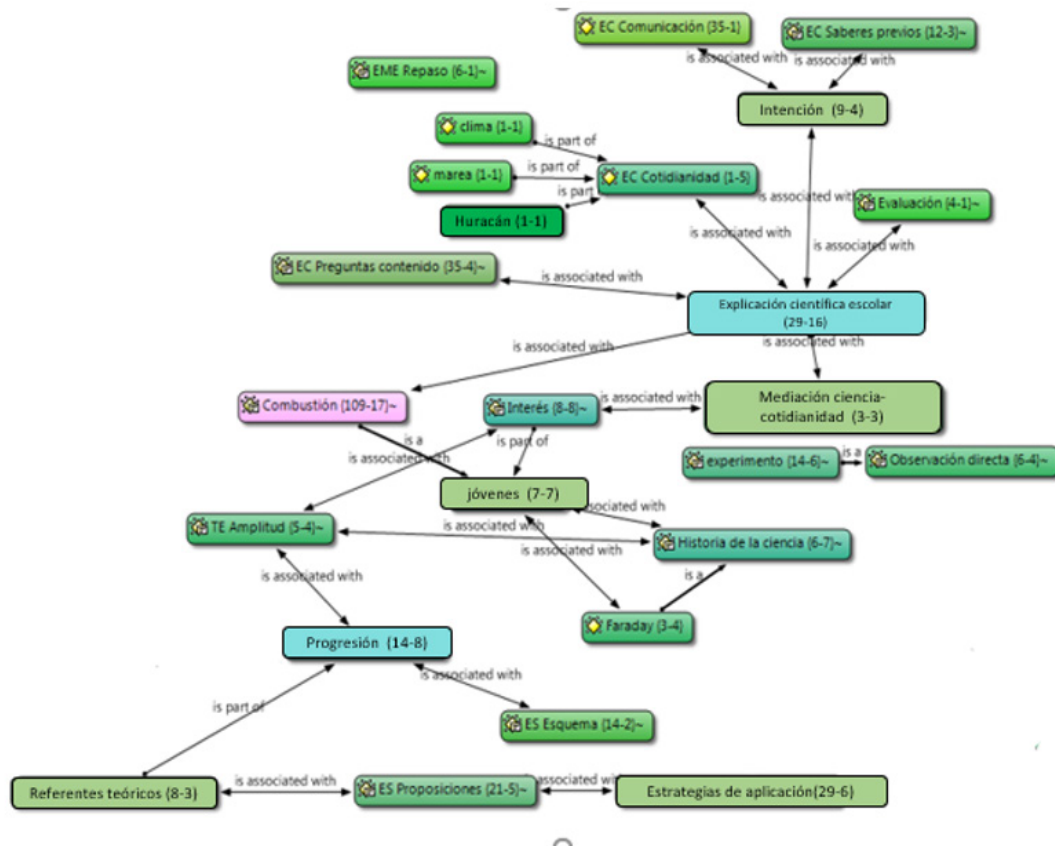 EC Comunicación {35-1}
EC Saberes previos {12-3}~
is associated with
is associated with
EME Repaso {6-1}~
Intención (9-4)
clima {1-1}
is part of
marea {1-1}
is part of
EC Cotidianidad {1-5}
is part
is associated with
Evaluación {4-1}~
Huracán (1-1)
is associated with
is associated with
EC Preguntas contenido {35-4}~
is associated with
Explicación científica escolar
(29-16)
is associated with
is associated with
Combustión {109-17}~
Interés {8-8}~
is associated with
Mediación ciencia-
cotidianidad (3-3)
is a
is part of
is associated with
experimento {14-6}~
is a
Observación directa {6-4}~
jóvenes (7-7)
is associated with
TE Amplitud {5-4}~
is associated with
is associated with
Historia de la ciencia {6-7}~
is associated with
is a
Faraday {3-4}
Progresión (14-8)
is associated with
is part of
ES Esquema {14-2}~
Referentes teóricos (8-3)
is associated with
ES Proposiciones {21-5}~
is associated with
Estrategias de aplicación(29-6)